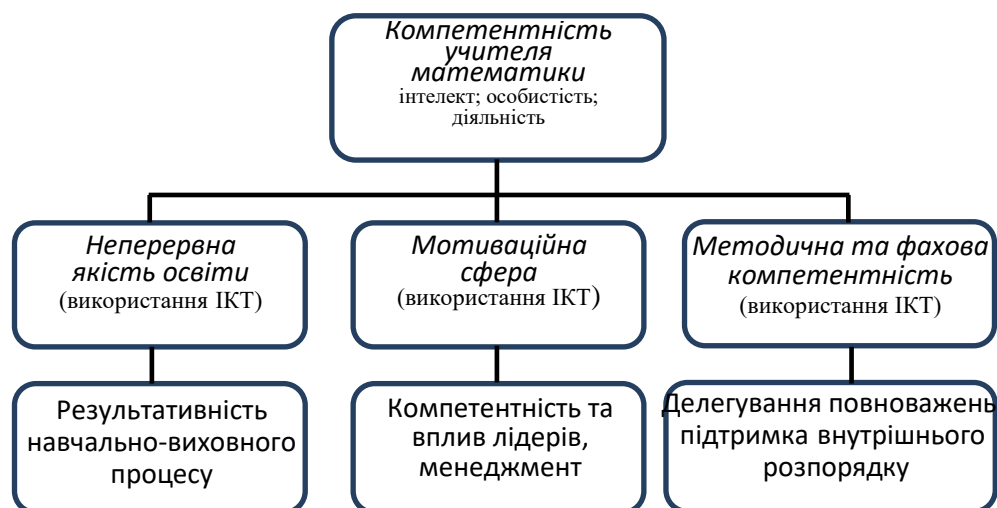 Компетентність
учителя
математики
інтелект; особистість;
діяльність
Неперервна
якість освіти
(використання ІКТ)
Мотиваційна
сфера
(використання ІКТ)
Методична та фахова
компетентність
(використання ІКТ)
Результативність
навчально-виховного
процесу
Компетентність та
вплив лідерів,
менеджмент
Делегування повноважень
підтримка внутрішнього
розпорядку